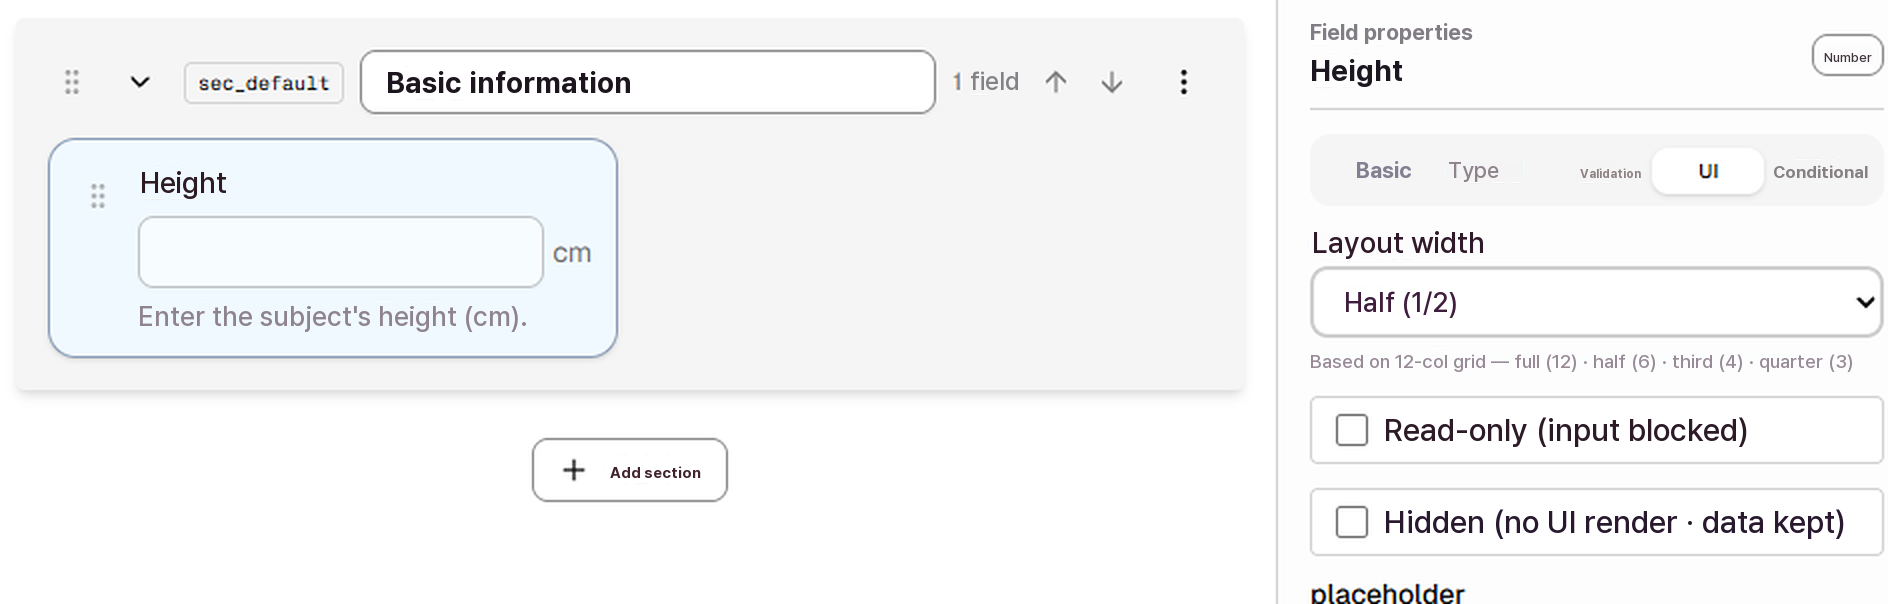 sec_default
Basic information
1 field
Height
cm
Enter the subject's height (cm).
Add section
Field properties
Height
Number
Basic
Type
Validation
UI
Conditional
Layout width
Half (1/2)
Based on 12-col grid — full (12) · half (6) · third (4) · quarter (3)
Read-only (input blocked)
Hidden (no UI render · data kept)
placeholder